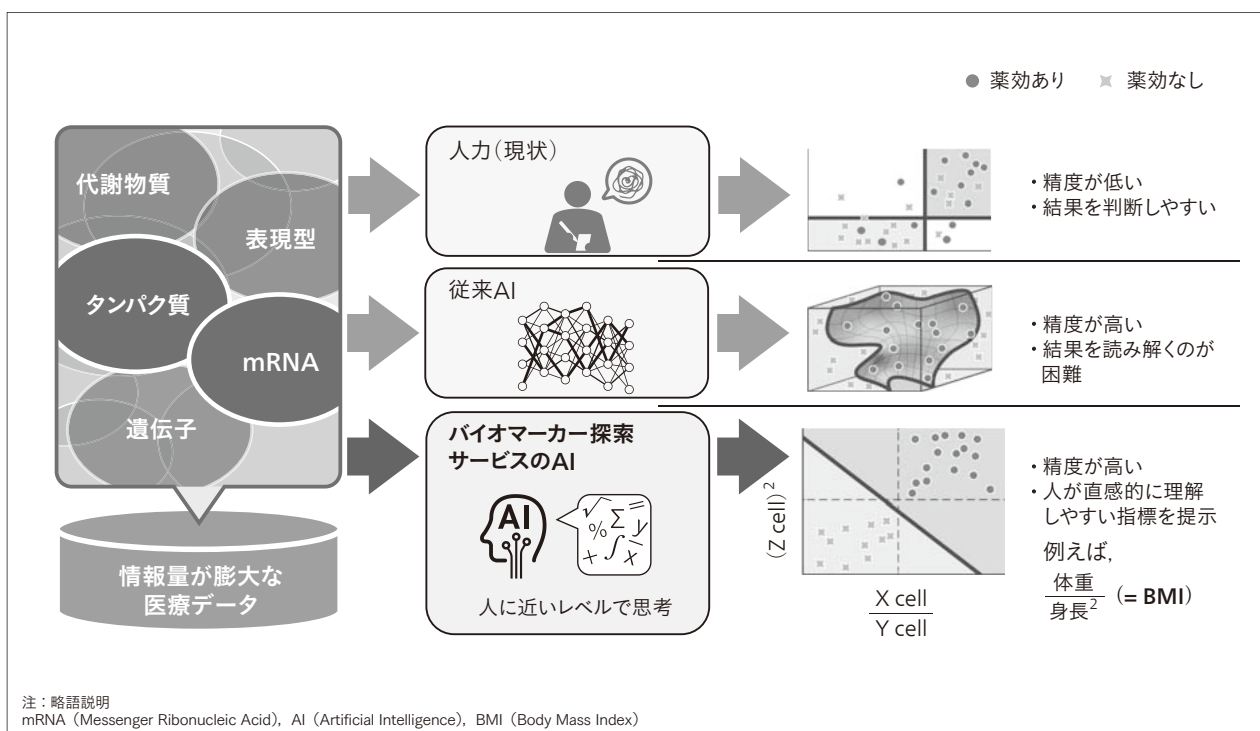 薬効あり 薬効なし
代謝物質
表現型
タンパク質
mRNA
遺伝子
情報量が膨大な
医療データ
人力（現状）
・精度が低い
・結果を判断しやすい
従来AI
・精度が高い
・結果を読み解くのが
困難
バイオマーカー探索
サービスのAI
AI
√ Σ =
% y
+ ∫ x
人に近いレベルで思考
(Z cell)²
X cell
Y cell
・精度が高い
・人が直感的に理解
しやすい指標を提示
例えば，
体重
身長² (= BMI)
注：略語説明
mRNA（Messenger Ribonucleic Acid），AI（Artificial Intelligence），BMI（Body Mass Index）